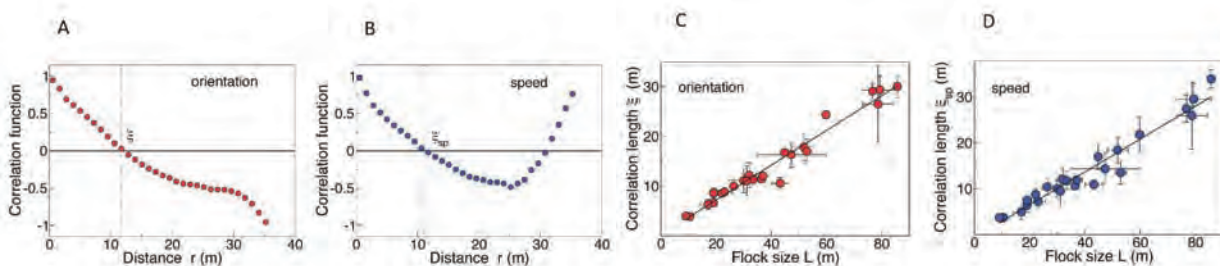 A
B
C
D
orientation
ξ
Correlation function
1
0.5
0
-0.5
-1
0
10
20
30
40
Distance r (m)
speed
ξsp
Correlation function
1
0.5
0
-0.5
-1
0
10
20
30
40
Distance r (m)
orientation
Correlation length ξ (m)
30
20
10
0
20
40
60
80
Flock size L (m)
speed
Correlation length ξsp (m)
30
20
10
0
20
40
60
80
Flock size L (m)